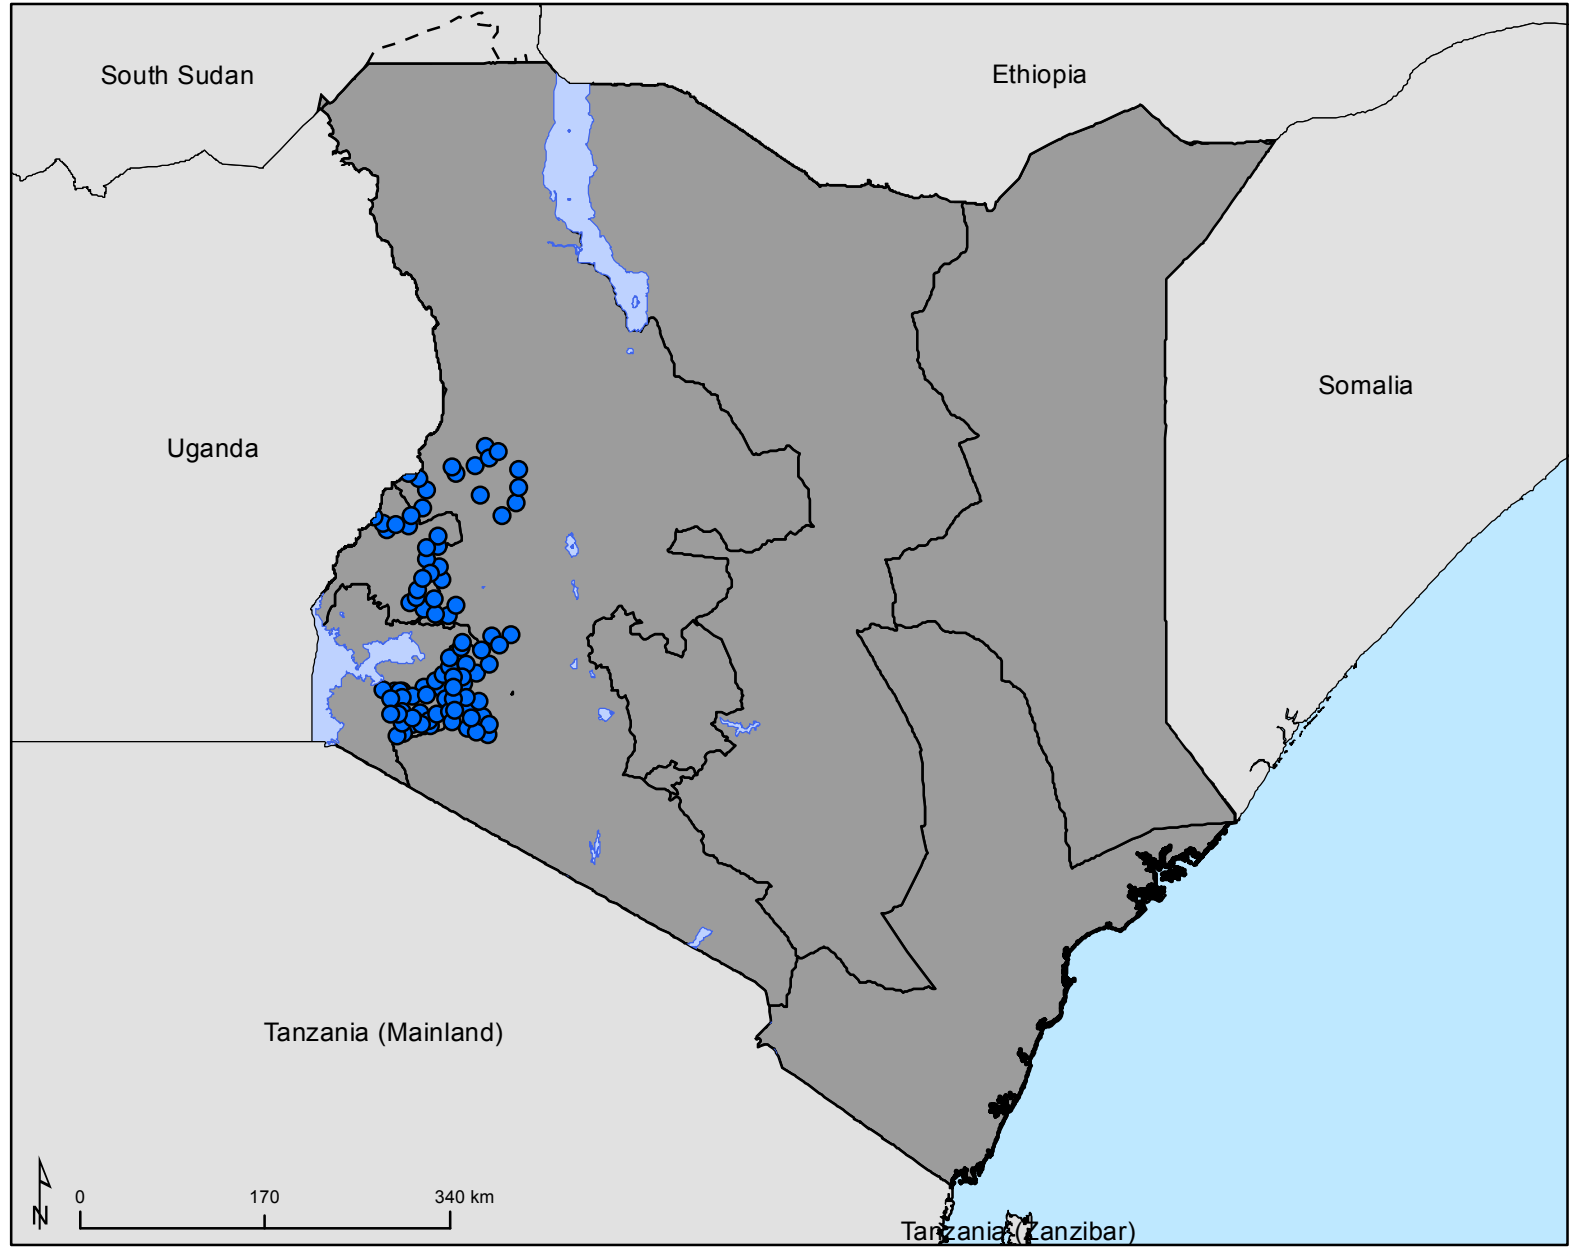 South Sudan
Ethiopia
Somalia
Uganda
Tanzania (Mainland)
N
0
170
340 km
Tanzania (Zanzibar)